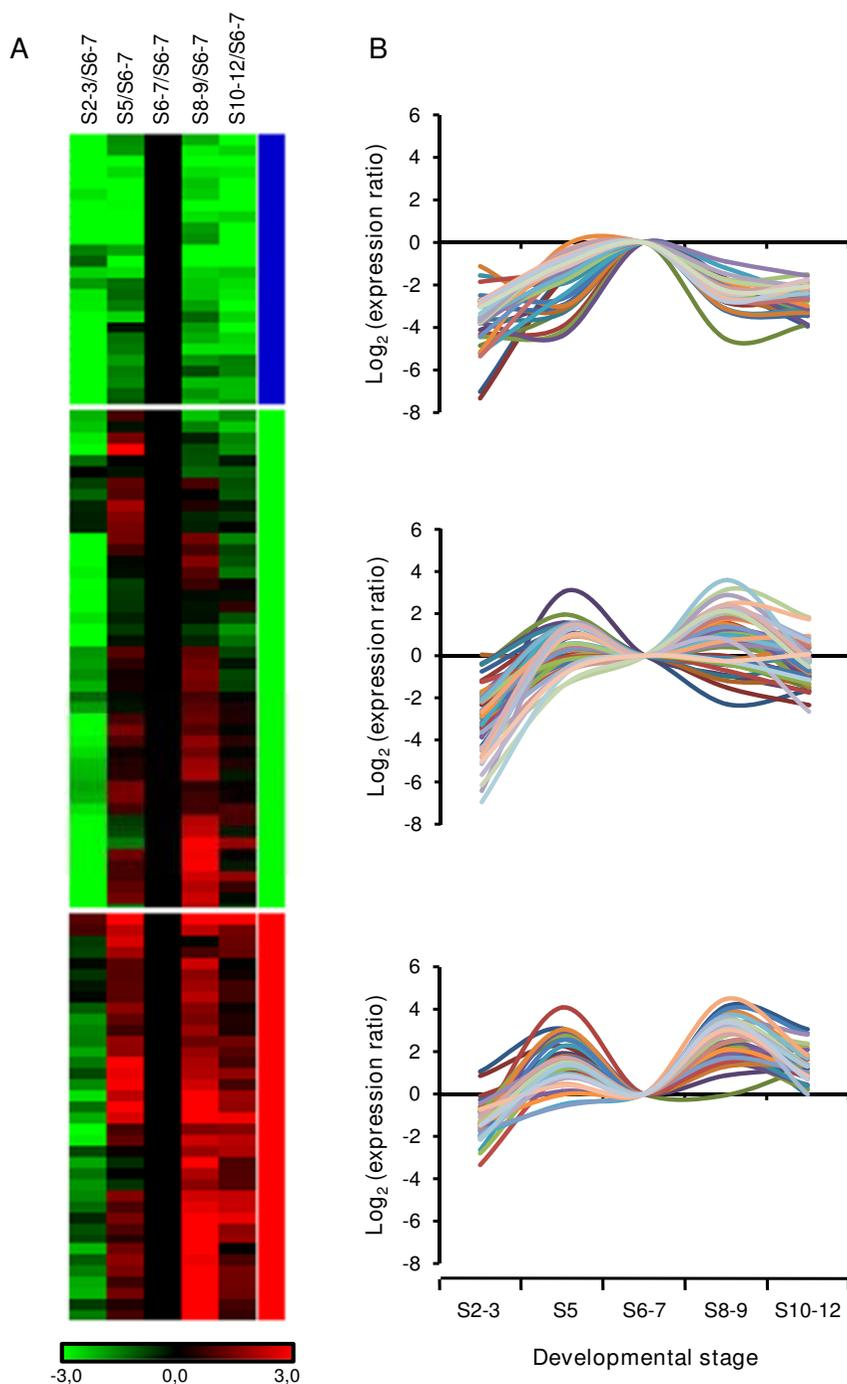 A
S2-3/S6-7
S5/S6-7
S6-7/S6-7
S8-9/S6-7
S10-12/S6-7
-3,0 0,0 3,0
B
6
4
2
0
-2
-4
-6
-8
Log2 (expression ratio)
6
4
2
0
-2
-4
-6
-8
Log2 (expression ratio)
6
4
2
0
-2
-4
-6
-8
Log2 (expression ratio)
S2-3 S5 S6-7 S8-9 S10-12
Developmental stage